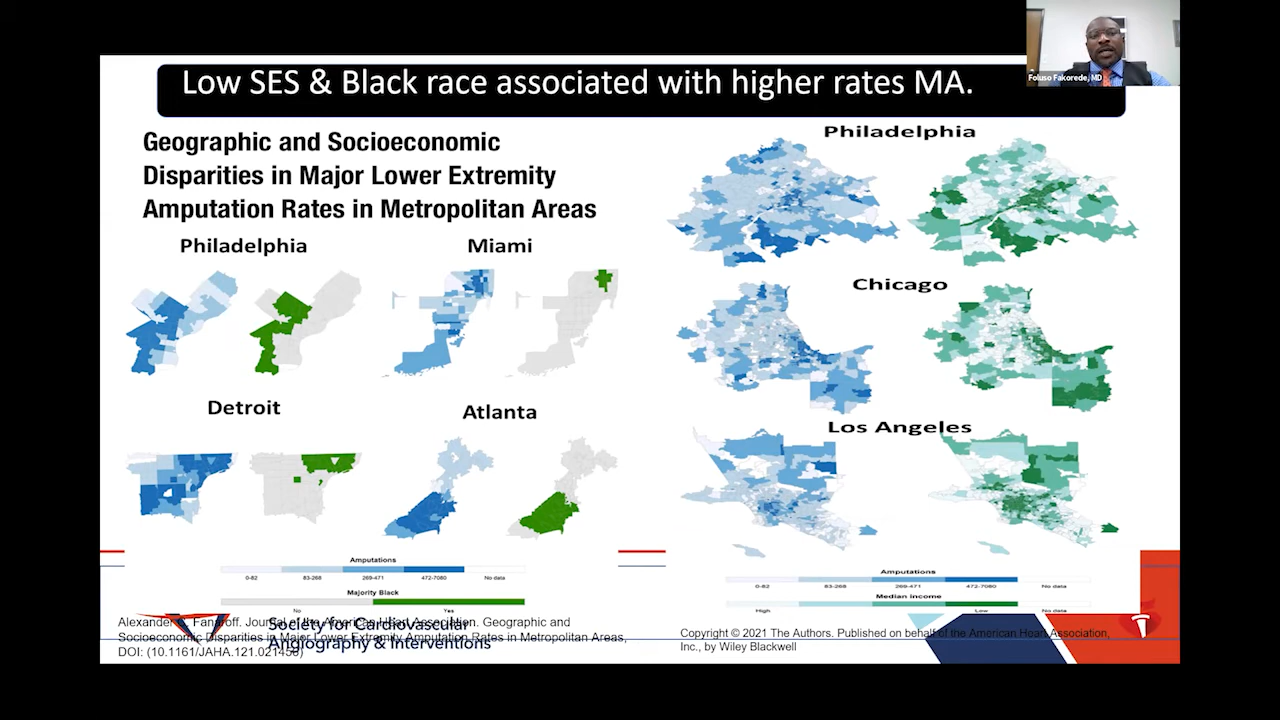 Low SES & Black race associated with higher rates MA.
Foluso Fakorede, MD
Geographic and Socioeconomic
Disparities in Major Lower Extremity
Amputation Rates in Metropolitan Areas
Philadelphia
Miami
Detroit
Atlanta
Amputations
0-82
83-268
269-471
472-7080
No data
Majority Black
No
Yes
Philadelphia
Chicago
Los Angeles
Amputations
0-82
83-268
269-471
472-7080
No data
Median income
High
Low
No data
Society for Cardiovascular
Angiography & Interventions
Alexander Fanaroff. Journal of the American Heart Association. Geographic and
Socioeconomic Disparities in Major Lower Extremity Amputation Rates in Metropolitan Areas,
DOI: (10.1161/JAHA.121.021456)
Copyright © 2021 The Authors. Published on behalf of the American Heart Association,
Inc., by Wiley Blackwell